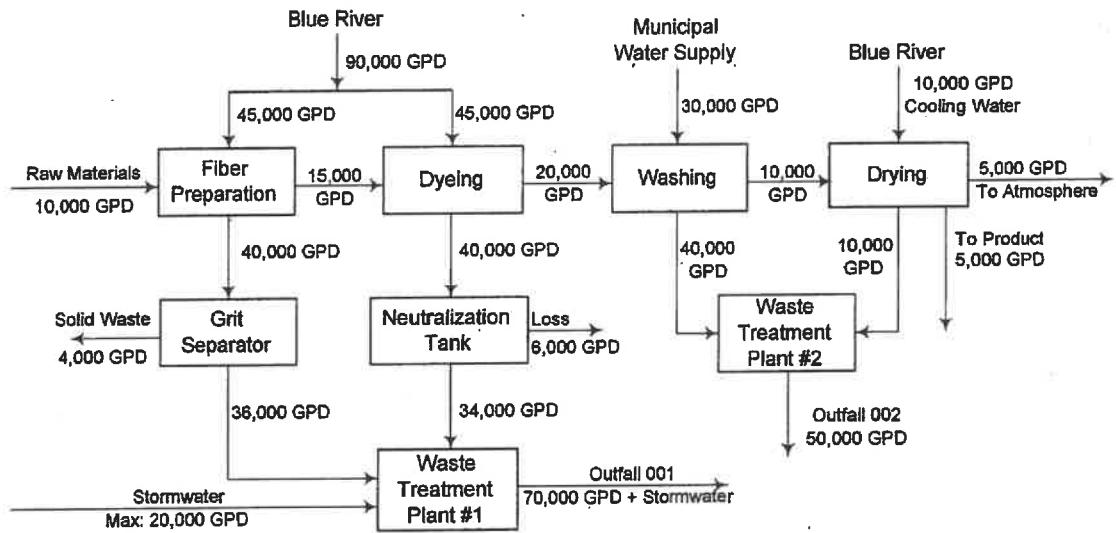 Blue River
90,000 GPD
45,000 GPD
45,000 GPD
Municipal
Water Supply
30,000 GPD
Blue River
10,000 GPD
Cooling Water
Raw Materials
10,000 GPD
Fiber
Preparation
15,000
GPD
Dyeing
20,000
GPD
Washing
10,000
GPD
Drying
5,000 GPD
To Atmosphere
40,000 GPD
40,000 GPD
40,000
GPD
10,000
GPD
To Product
5,000 GPD
Solid Waste
4,000 GPD
Grit
Separator
Neutralization
Tank
Loss
6,000 GPD
Waste
Treatment
Plant #2
36,000 GPD
34,000 GPD
Outfall 002
50,000 GPD
Stormwater
Max: 20,000 GPD
Waste
Treatment
Plant #1
Outfall 001
70,000 GPD + Stormwater